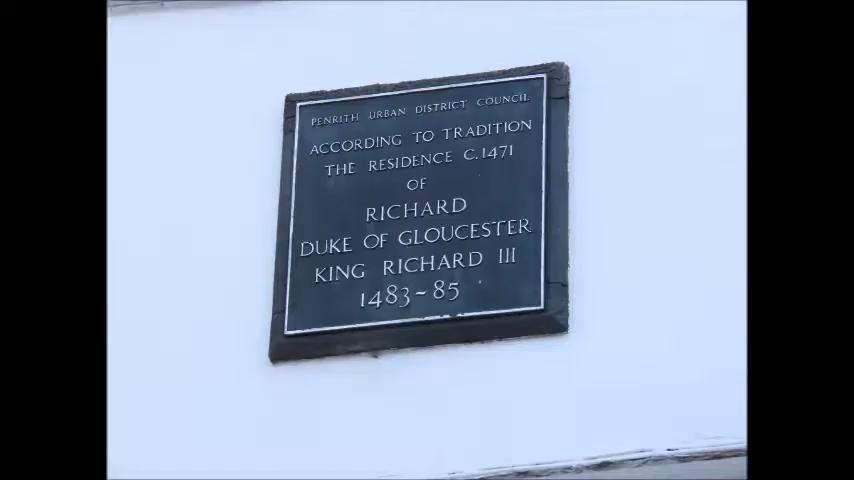 PENRITH URBAN DISTRICT COUNCIL
ACCORDING TO TRADITION
THE RESIDENCE C.1471
OF
RICHARD
DUKE OF GLOUCESTER
KING RICHARD III
1483~85